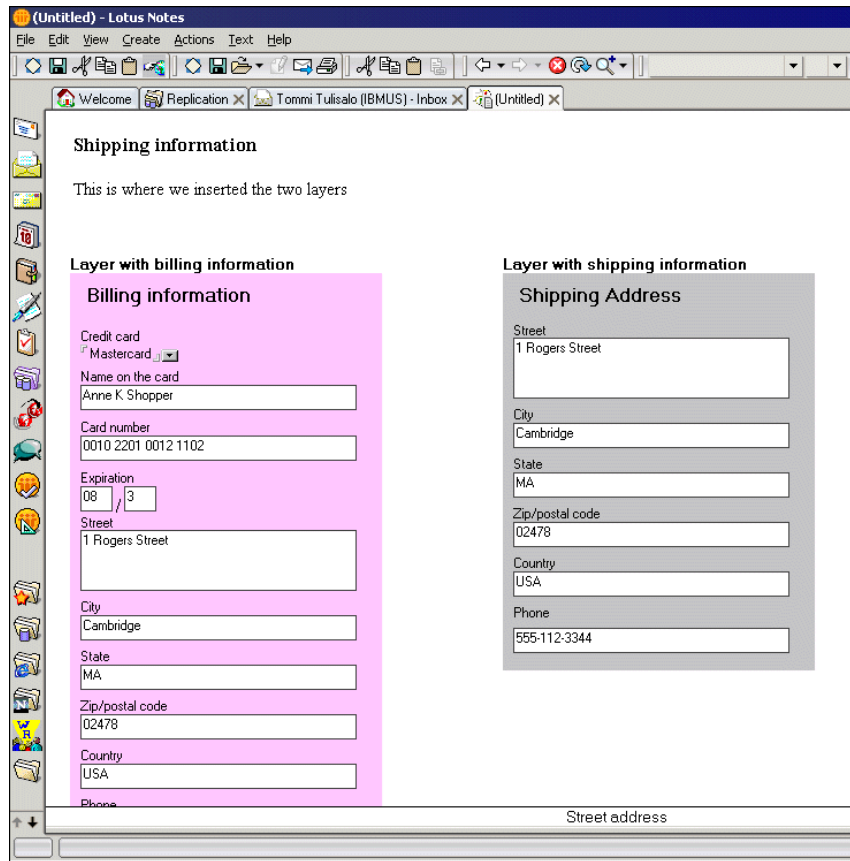 (Untitled) - Lotus Notes
File Edit View Create Actions Text Help
Welcome Replication Tommi Tulisalo (IBMUS) - Inbox (Untitled)
Shipping information
This is where we inserted the two layers
Layer with billing information
Billing information
Credit card
Mastercard
Name on the card
Anne K Shopper
Card number
0010 2201 0012 1102
Expiration
08 / 3
Street
1 Rogers Street
City
Cambridge
State
MA
Zip/postal code
02478
Country
USA
Phone
Layer with shipping information
Shipping Address
Street
1 Rogers Street
City
Cambridge
State
MA
Zip/postal code
02478
Country
USA
Phone
555-112-3344
Street address